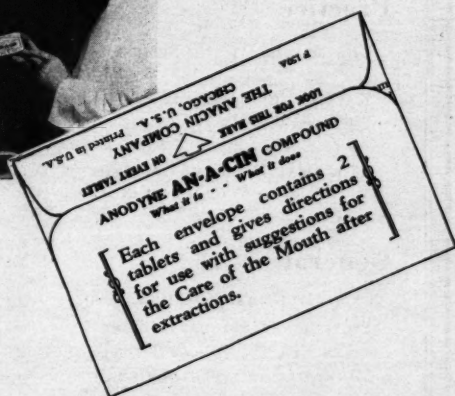 P 150A
THE ANACIN COMPANY
CHICAGO, U. S. A.
Printed in U.S.A.
LOOK FOR THIS MARK ON EVERY TABLET
ANODYNE AN-A-CIN COMPOUND
What it is . . What it does
Each envelope contains 2
tablets and gives directions
for use with suggestions for
the Care of the Mouth after
extractions.